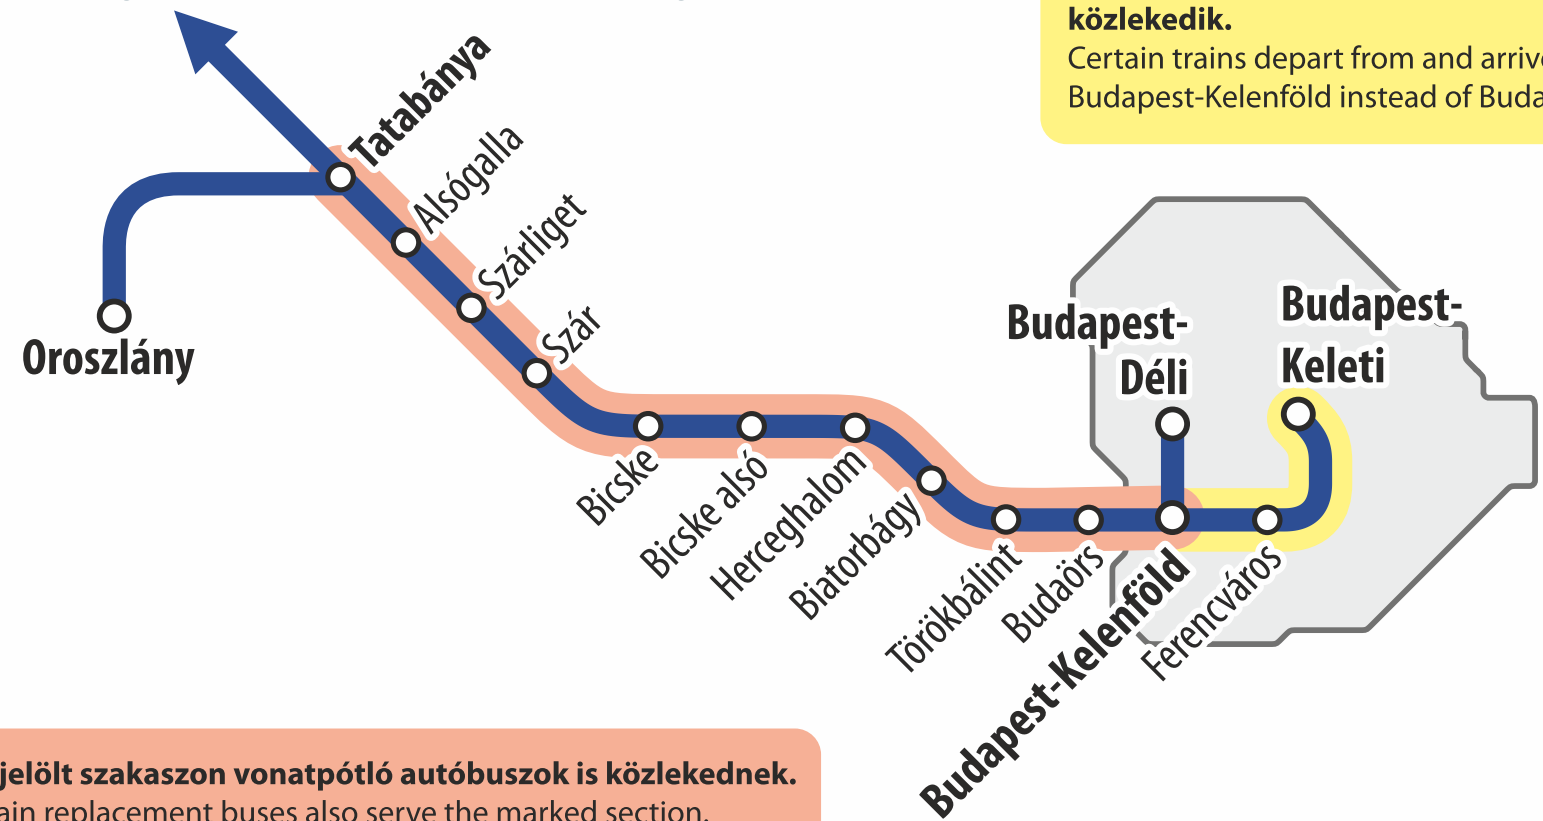 közlekedik.
Certain trains depart from and arrive
Budapest-Kelenföld instead of Buda
Tatabánya
Alsógalla
Szárliget
Szár
Oroszlány
Budapest-
Déli
Budapest-
Keleti
Bicske
Bicske alsó
Herceghalom
Biatorbágy
Törökbálint
Budaörs
Budapest-Kelenföld
Ferencváros
jelölt szakaszon vonatpótló autóbuszok is közlekednek.
ain replacement buses also serve the marked section.